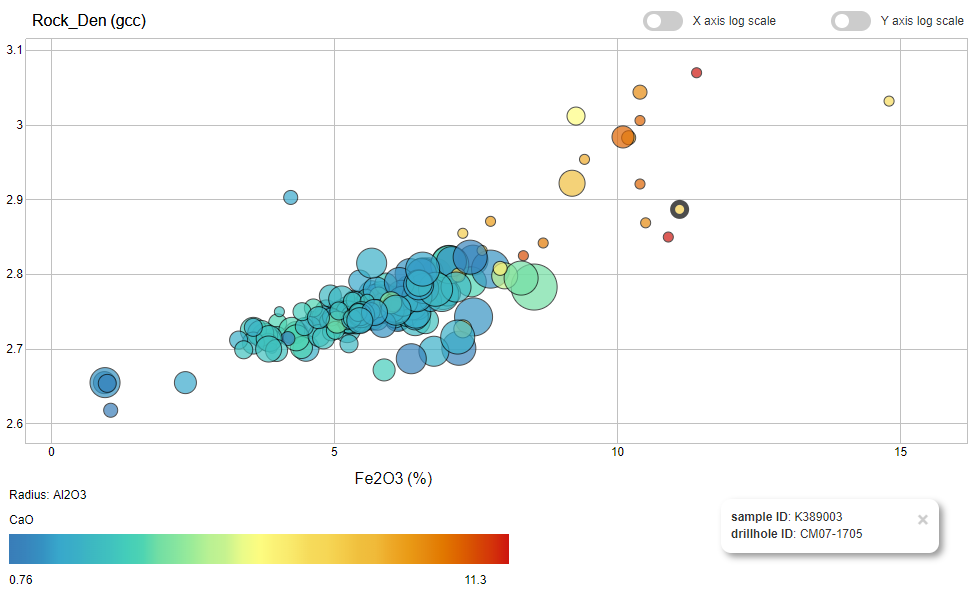 Rock_Den (gcc)
X axis log scale
Y axis log scale
3.1
3
2.9
2.8
2.7
2.6
0
5
10
15
Fe2O3 (%)
Radius: Al2O3
CaO
0.76
11.3
sample ID: K389003
drillhole ID: CM07-1705
×